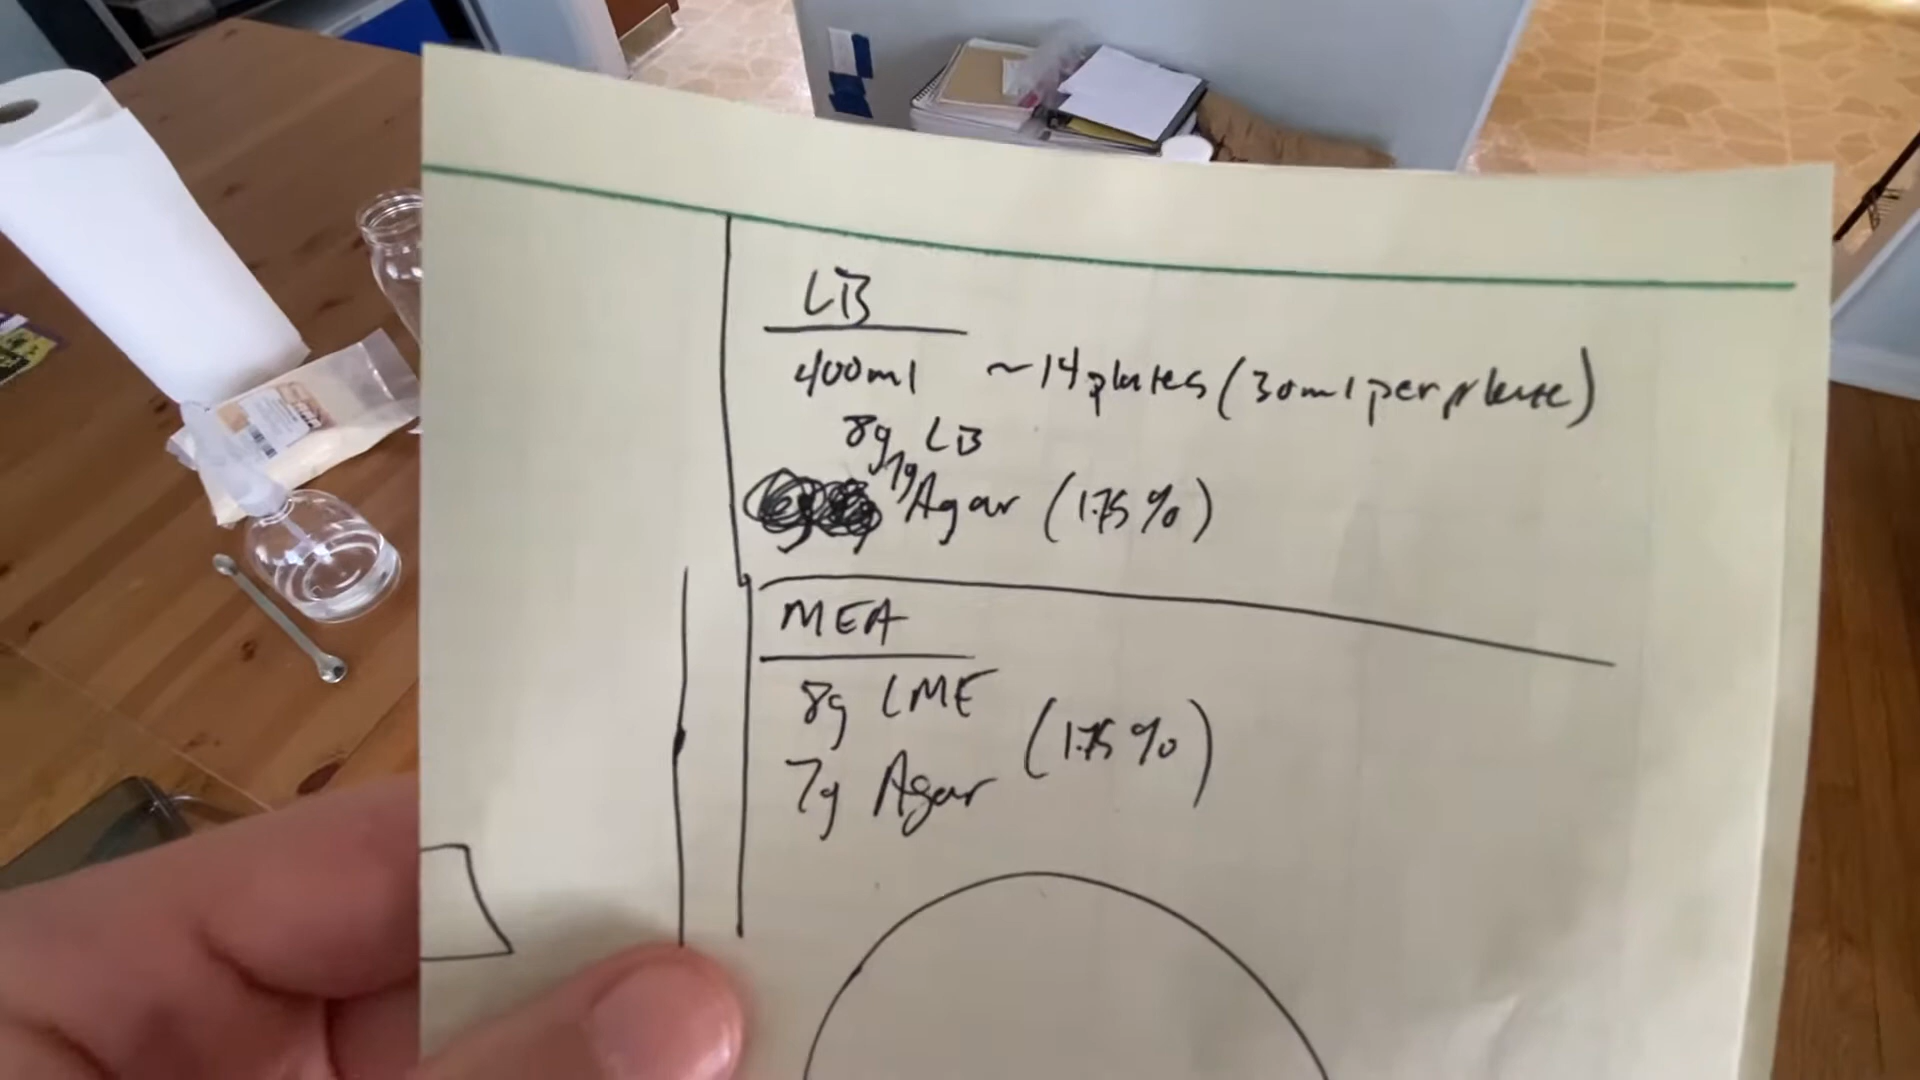 LB
400ml ~14 plates (30ml per plate)
8g LB
7g Agar (1.75%)
MEA
8g LME
7g Agar (1.75%)